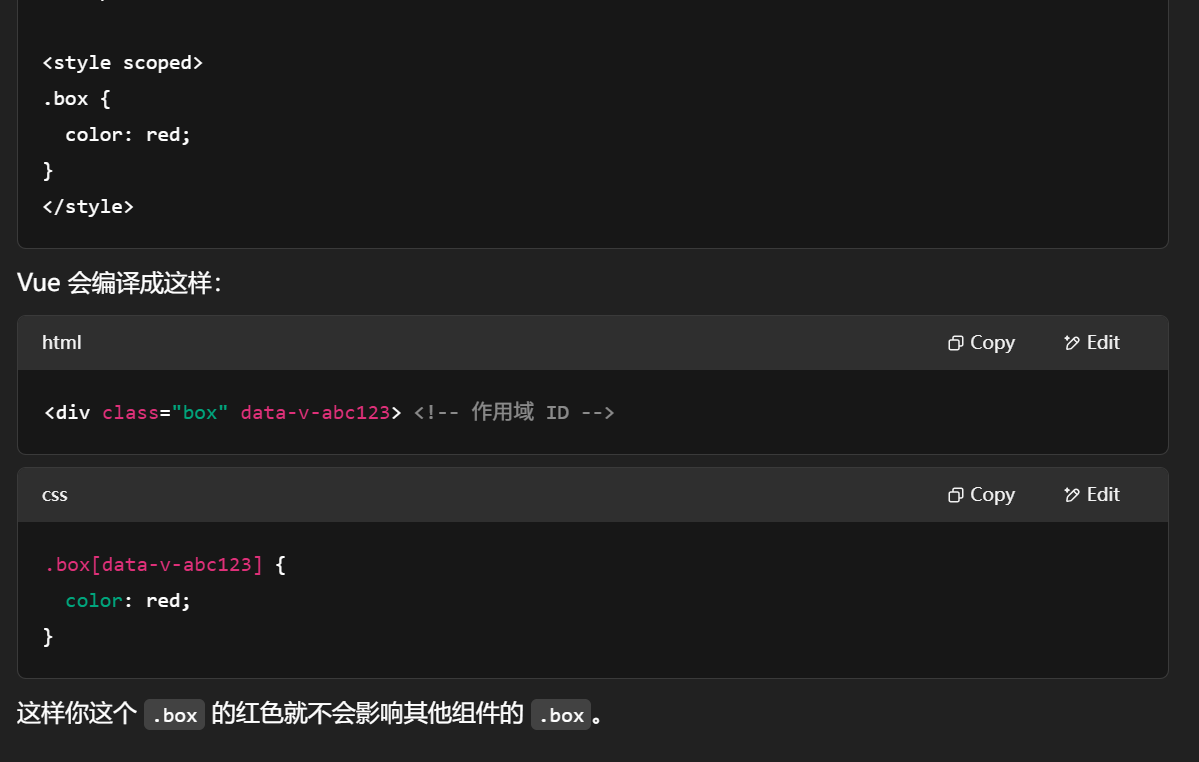 <style scoped>
.box {
  color: red;
}
</style>
Vue 会编译成这样：
html
Copy
Edit
<div class="box" data-v-abc123> <!-- 作用域 ID -->
css
Copy
Edit
.box[data-v-abc123] {
  color: red;
}
这样你这个 .box 的红色就不会影响其他组件的 .box。